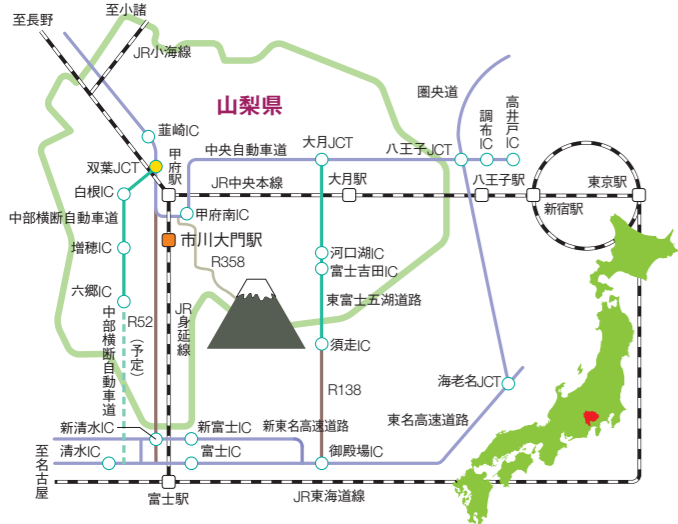 至小諸
至長野
JR小海線
山梨県
圏央道
高井戸IC
調布IC
韮崎IC
甲府駅
中央自動車道
大月JCT
八王子JCT
双葉JCT
白根IC
JR中央本線
大月駅
八王子駅
東京駅
新宿駅
中部横断自動車道
甲府南IC
市川大門駅
増穂IC
R358
河口湖IC
富士吉田IC
六郷IC
東富士五湖道路
中部横断自動車道
(予定)
R52
JR身延線
須走IC
R138
海老名JCT
新清水IC
新富士IC
新東名高速道路
東名高速道路
至名古屋
清水IC
富士IC
御殿場IC
富士駅
JR東海道線